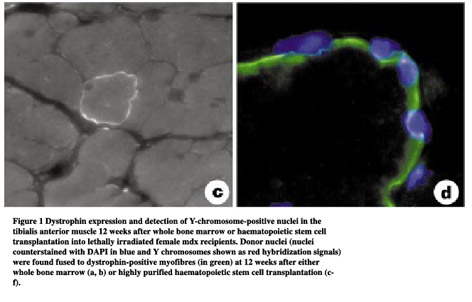 c
d
Figure 1 Dystrophin expression and detection of Y-chromosome-positive nuclei in the
tibialis anterior muscle 12 weeks after whole bone marrow or haematopoietic stem cell
transplantation into lethally irradiated female mdx recipients. Donor nuclei (nuclei
counterstained with DAPI in blue and Y chromosomes shown as red hybridization signals)
were found fused to dystrophin-positive myofibres (in green) at 12 weeks after either
whole bone marrow (a, b) or highly purified haematopoietic stem cell transplantation (c-
f).